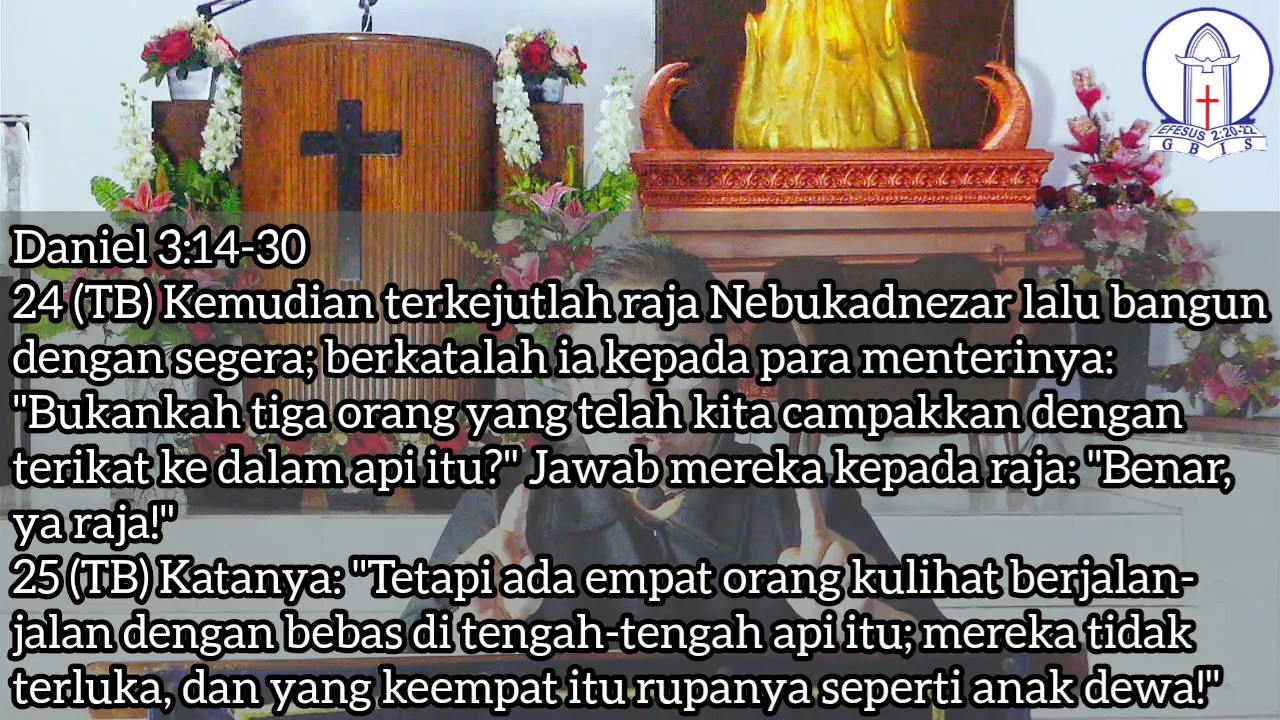 EFESUS 2:20-22
G B I S
Daniel 3:14-30
24 (TB) Kemudian terkejutlah raja Nebukadnezar lalu bangun
dengan segera; berkatalah ia kepada para menterinya:
"Bukankah tiga orang yang telah kita campakkan dengan
terikat ke dalam api itu?" Jawab mereka kepada raja: "Benar,
ya raja!"
25 (TB) Katanya: "Tetapi ada empat orang kulihat berjalan-
jalan dengan bebas di tengah-tengah api itu; mereka tidak
terluka, dan yang keempat itu rupanya seperti anak dewa!"